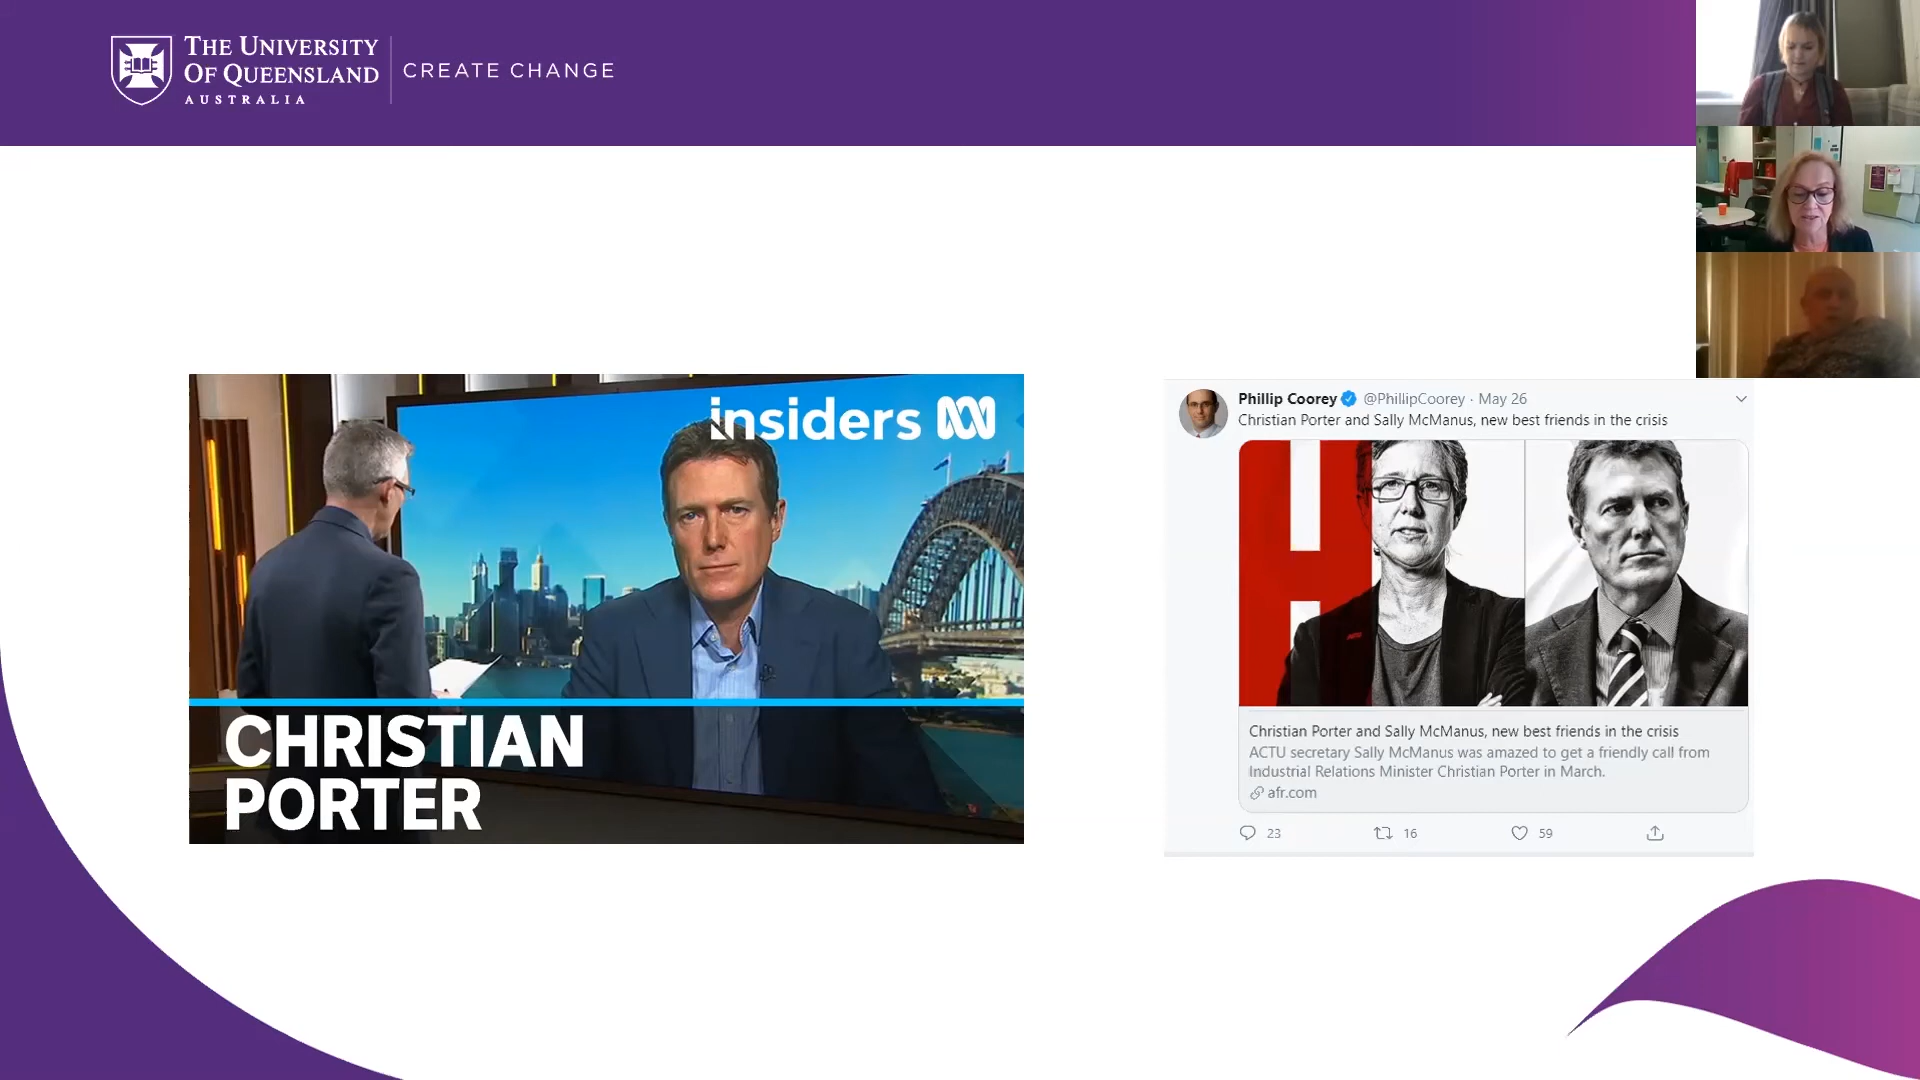 THE UNIVERSITY
OF QUEENSLAND
AUSTRALIA
CREATE CHANGE
insiders
CHRISTIAN
PORTER
Phillip Coorey @PhillipCoorey · May 26
Christian Porter and Sally McManus, new best friends in the crisis
H
Christian Porter and Sally McManus, new best friends in the crisis
ACTU secretary Sally McManus was amazed to get a friendly call from
Industrial Relations Minister Christian Porter in March.
afr.com
23 16 59